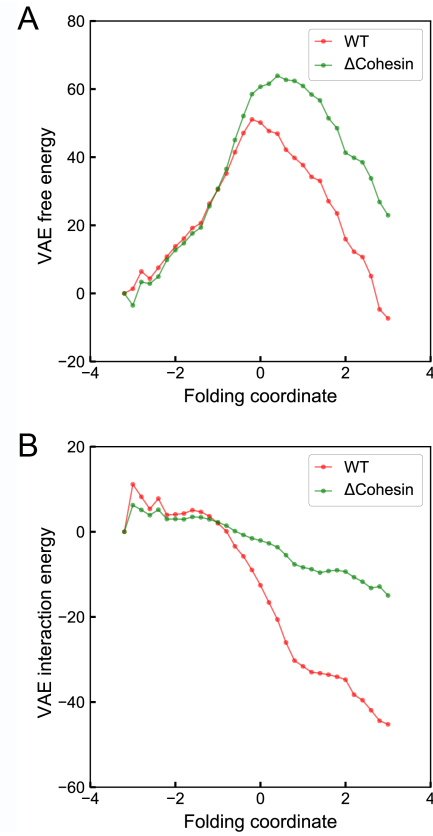 A
80
60
40
20
0
−20
VAE free energy
WT
ΔCohesin
−4
−2
0
2
4
Folding coordinate
B
20
0
−20
−40
−60
VAE interaction energy
WT
ΔCohesin
−4
−2
0
2
4
Folding coordinate